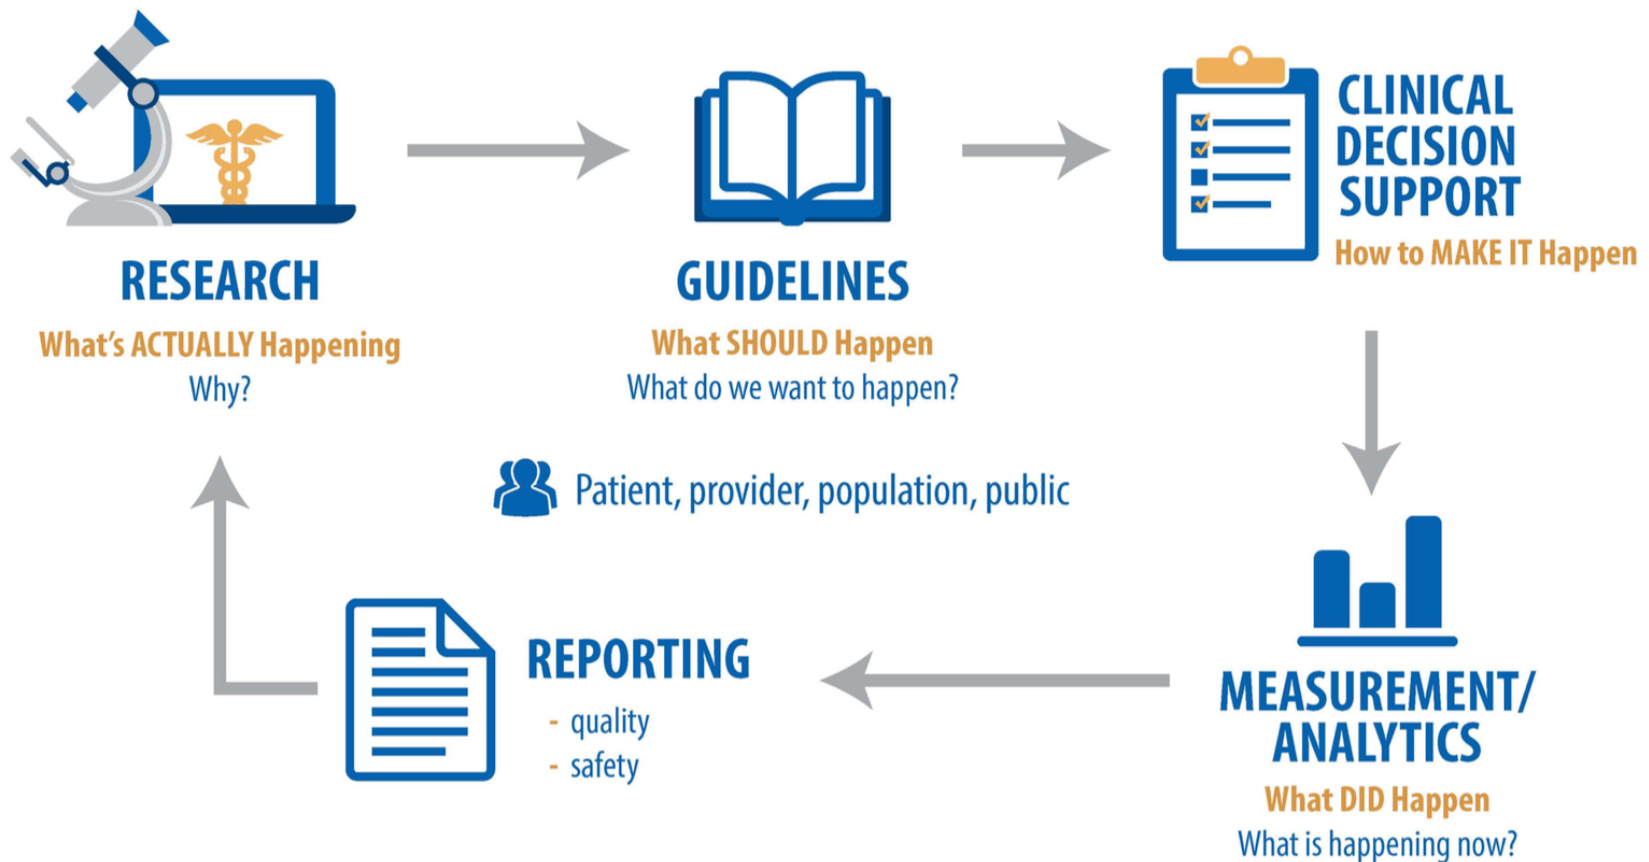 RESEARCH
What's ACTUALLY Happening
Why?
GUIDELINES
What SHOULD Happen
What do we want to happen?
CLINICAL
DECISION
SUPPORT
How to MAKE IT Happen
Patient, provider, population, public
MEASUREMENT/
ANALYTICS
What DID Happen
What is happening now?
REPORTING
- quality
- safety